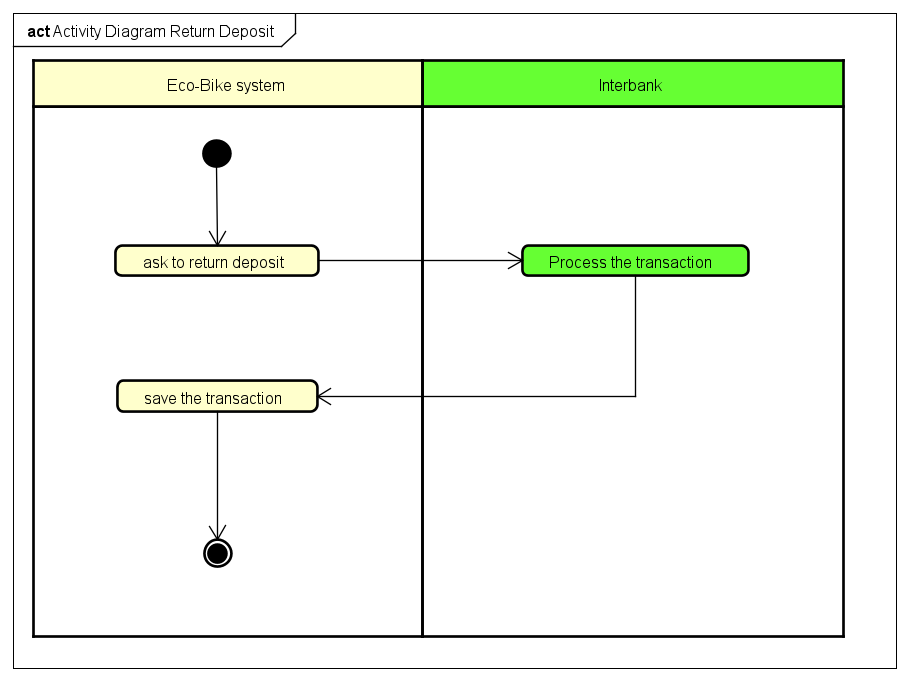 act Activity Diagram Return Deposit
Eco-Bike system
Interbank
ask to return deposit
Process the transaction
save the transaction